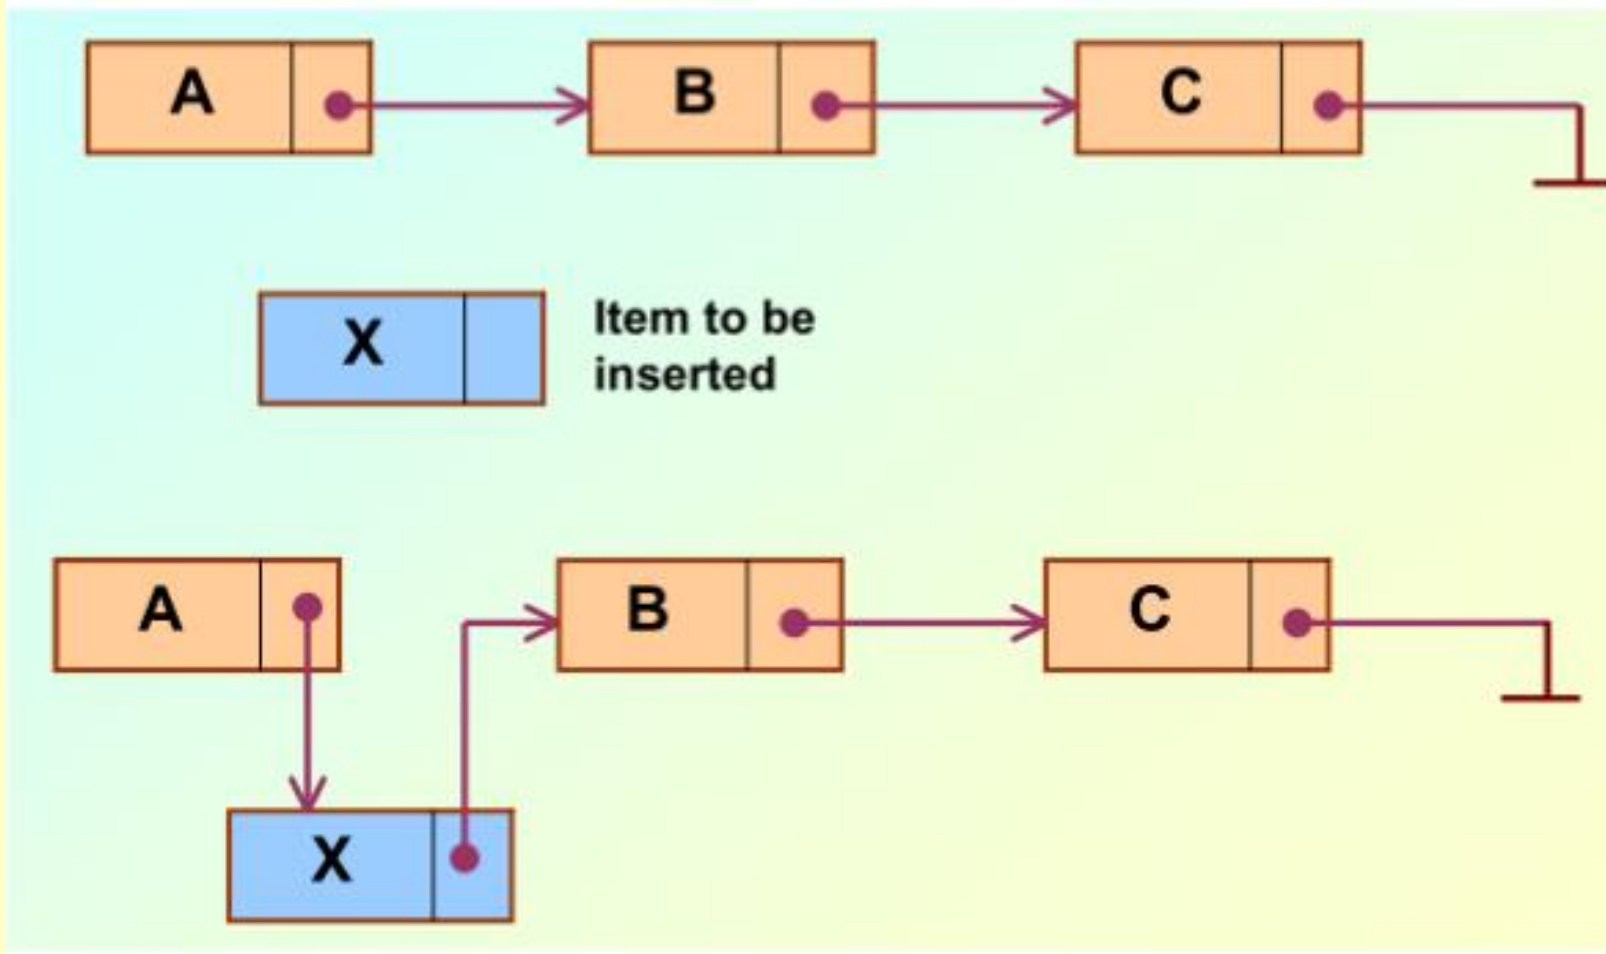 A B C
X
Item to be
inserted
A B C
X